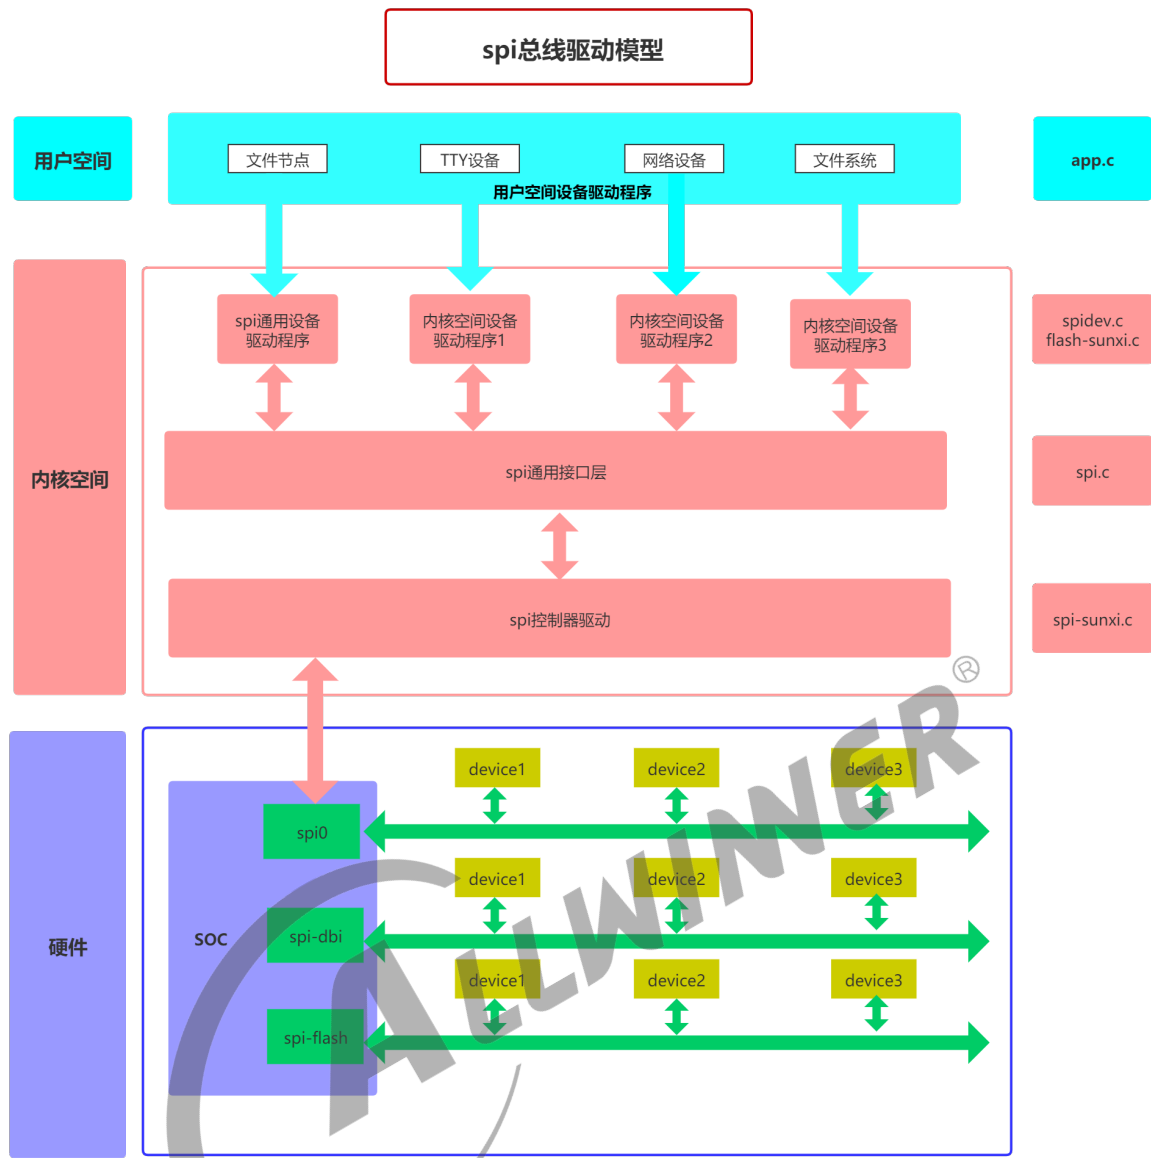 spi总线驱动模型
用户空间
文件节点
TTY设备
网络设备
文件系统
用户空间设备驱动程序
app.c
内核空间
spi通用设备
驱动程序
内核空间设备
驱动程序1
内核空间设备
驱动程序2
内核空间设备
驱动程序3
spidev.c
flash-sunxi.c
spi通用接口层
spi.c
spi控制器驱动
spi-sunxi.c
硬件
SOC
spi0
device1
device2
device3
spi-dbi
device1
device2
device3
spi-flash
device1
device2
device3
ALLWINNER®